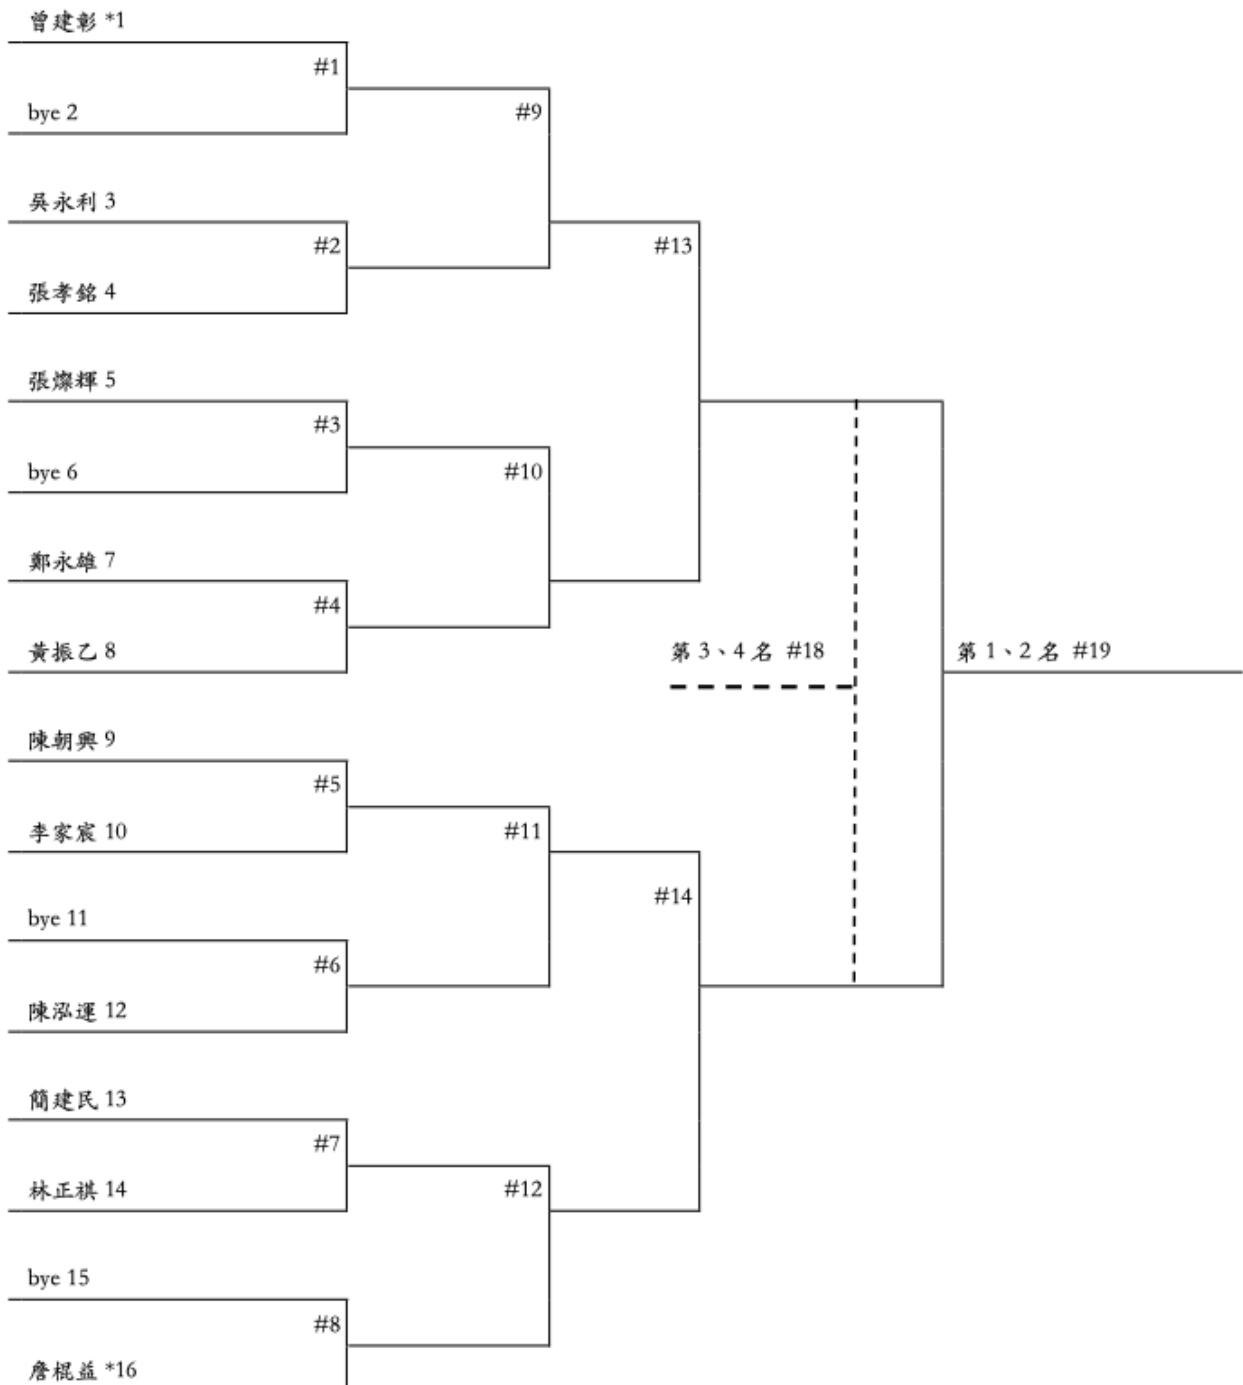 曾建彰 *1
#1
bye 2
#9
吳永利 3
#2
#13
張孝銘 4
張燦輝 5
#3
bye 6
#10
鄭永雄 7
#4
黃振乙 8
第 3、4 名 #18
第 1、2 名 #19
陳朝興 9
#5
李家宸 10
#11
#14
bye 11
#6
陳泓運 12
簡建民 13
#7
林正祺 14
#12
bye 15
#8
詹棍益 *16